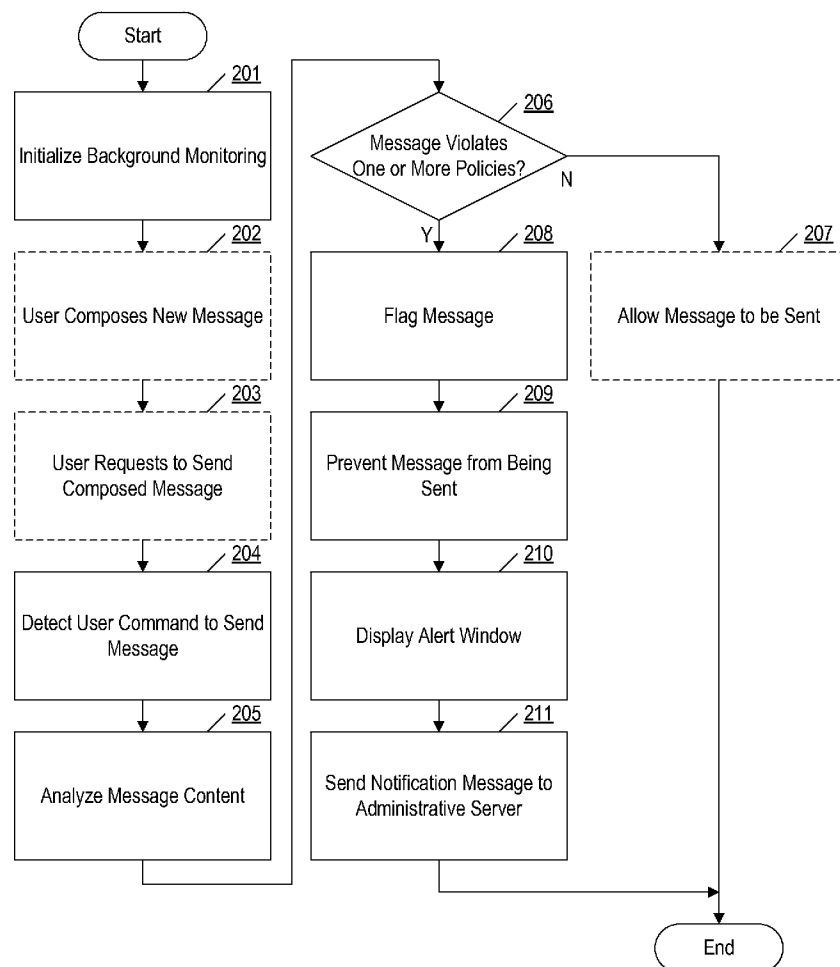 Start
201
Initialize Background Monitoring
202
User Composes New Message
203
User Requests to Send
Composed Message
204
Detect User Command to Send
Message
205
Analyze Message Content
206
Message Violates
One or More Policies?
N
Y
207
Allow Message to be Sent
208
Flag Message
209
Prevent Message from Being
Sent
210
Display Alert Window
211
Send Notification Message to
Administrative Server
End